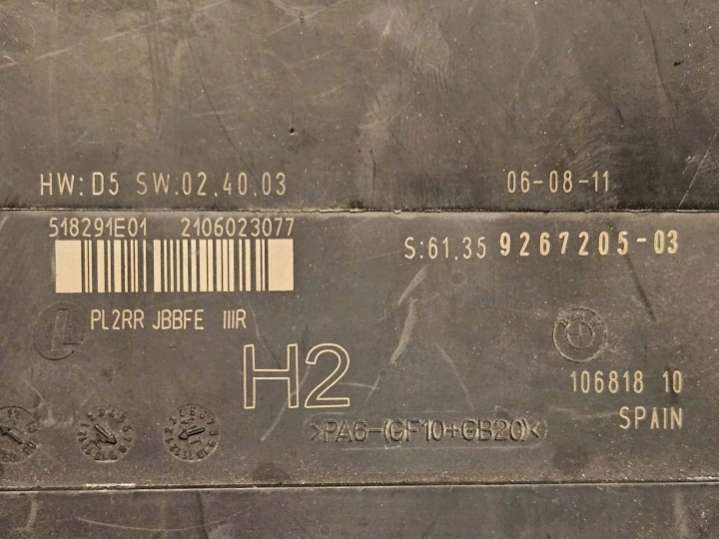 HW: D5 SW:02.40.03 06-08-11
518291E01 2106023077
S:61.35 9267205-03
PL2RR JBBFE IIIR
H2
106818 10
>PA6-(GF10+GB20)<
SPAIN